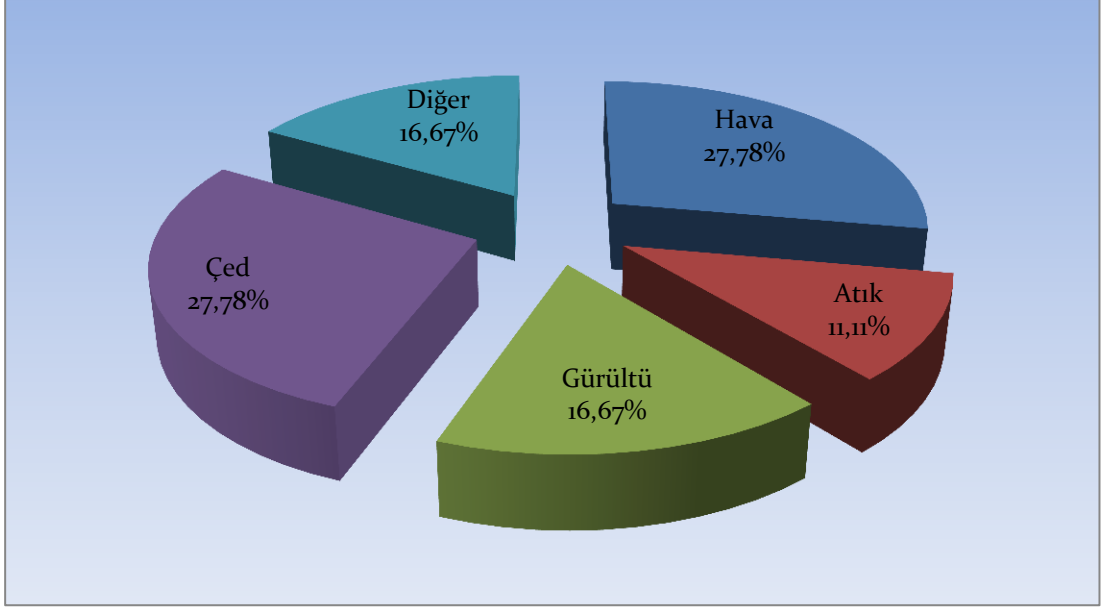 Diğer
16,67%
Hava
27,78%
Çed
27,78%
Atık
11,11%
Gürültü
16,67%